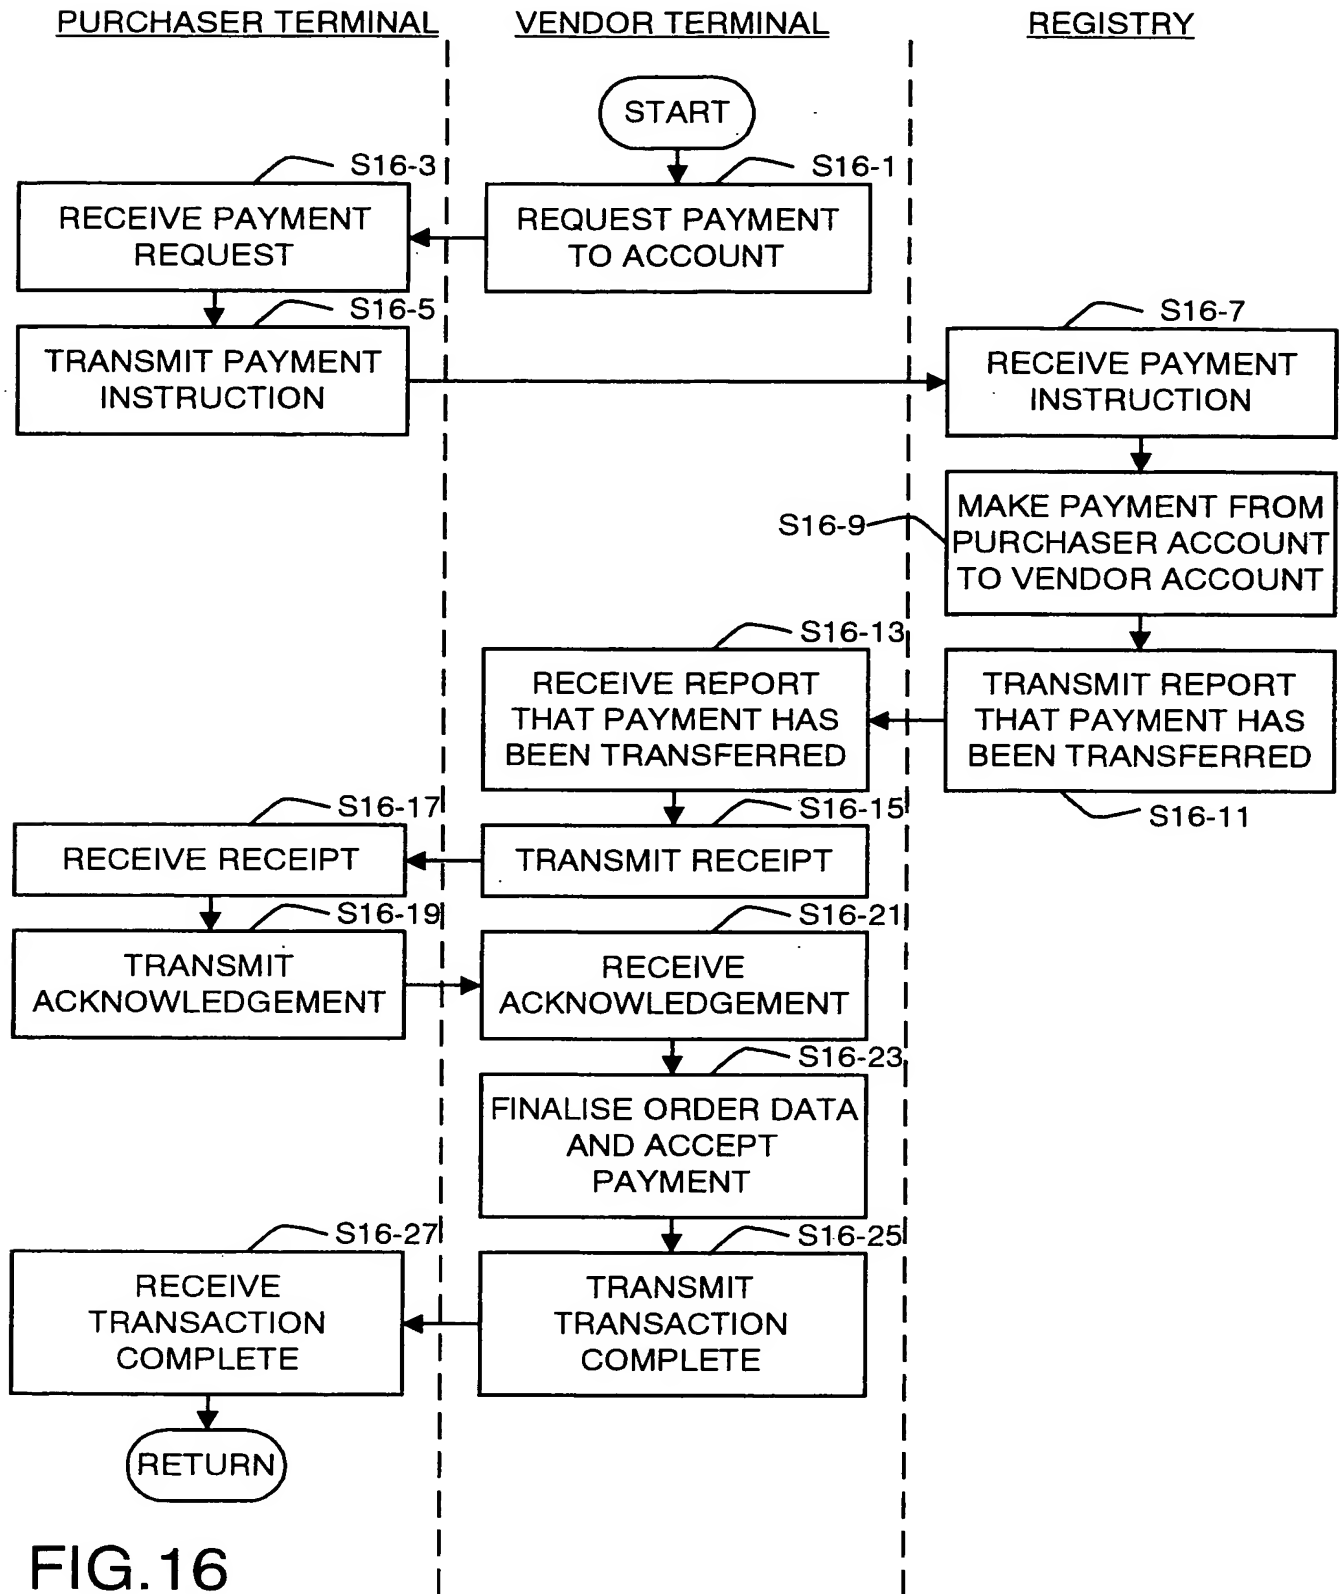 PURCHASER TERMINAL
VENDOR TERMINAL
REGISTRY
START
S16-3
S16-1
RECEIVE PAYMENT
REQUEST
REQUEST PAYMENT
TO ACCOUNT
S16-5
S16-7
TRANSMIT PAYMENT
INSTRUCTION
RECEIVE PAYMENT
INSTRUCTION
S16-9
MAKE PAYMENT FROM
PURCHASER ACCOUNT
TO VENDOR ACCOUNT
S16-13
RECEIVE REPORT
THAT PAYMENT HAS
BEEN TRANSFERRED
TRANSMIT REPORT
THAT PAYMENT HAS
BEEN TRANSFERRED
S16-11
S16-17
S16-15
RECEIVE RECEIPT
TRANSMIT RECEIPT
S16-19
S16-21
TRANSMIT
ACKNOWLEDGEMENT
RECEIVE
ACKNOWLEDGEMENT
S16-23
FINALISE ORDER DATA
AND ACCEPT
PAYMENT
S16-27
S16-25
RECEIVE
TRANSACTION
COMPLETE
TRANSMIT
TRANSACTION
COMPLETE
RETURN
FIG.16